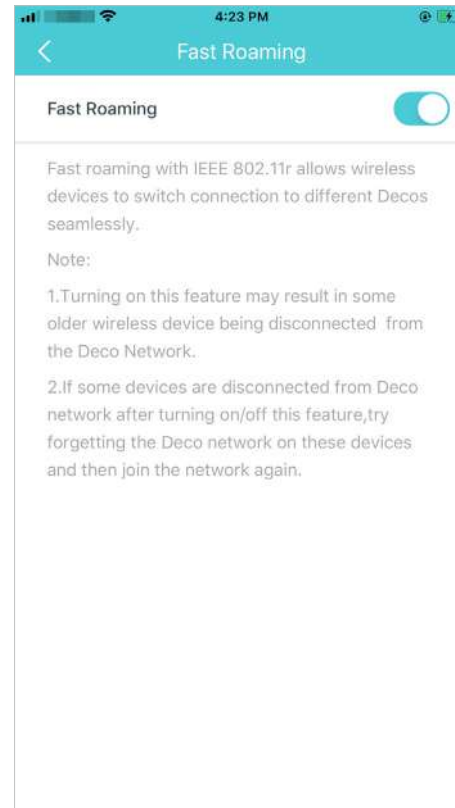 4:23 PM
Fast Roaming
Fast Roaming
Fast roaming with IEEE 802.11r allows wireless
devices to switch connection to different Decos
seamlessly.
Note:
1.Turning on this feature may result in some
older wireless device being disconnected from
the Deco Network.
2.If some devices are disconnected from Deco
network after turning on/off this feature,try
forgetting the Deco network on these devices
and then join the network again.